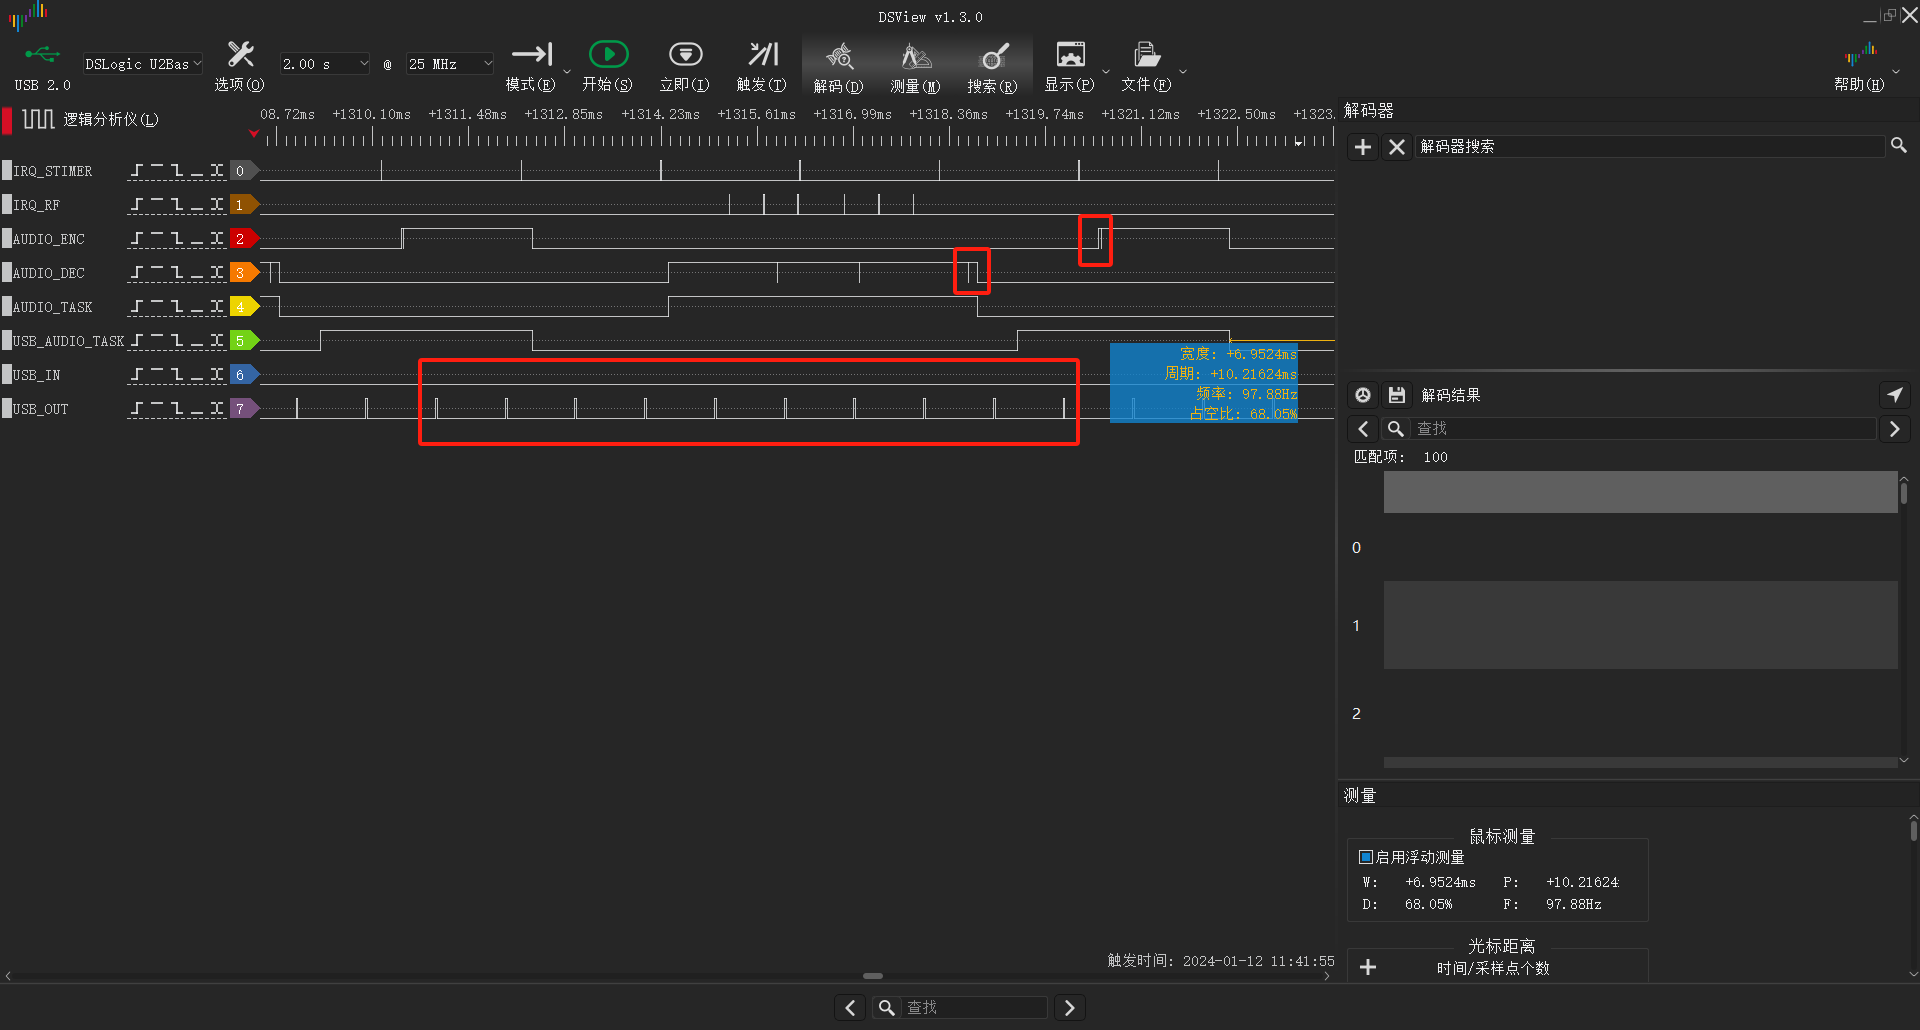 DSView v1.3.0
USB 2.0
DSLogic U2Bas
选项(O)
2.00 s
@
25 MHz
模式(E)
开始(S)
立即(I)
触发(T)
解码(D)
测量(M)
搜索(R)
显示(P)
文件(F)
帮助(H)
逻辑分析仪(L)
08.72ms +1310.10ms +1311.48ms +1312.85ms +1314.23ms +1315.61ms +1316.99ms +1318.36ms +1319.74ms +1321.12ms +1322.50ms +1323.
IRQ_STIMER 0
IRQ_RF 1
AUDIO_ENC 2
AUDIO_DEC 3
AUDIO_TASK 4
USB_AUDIO_TASK 5
USB_IN 6
USB_OUT 7
宽度: +6.9524ms
周期: +10.21624ms
频率: 97.88Hz
占空比: 68.05%
触发时间: 2024-01-12 11:41:55
解码器
解码器搜索
解码结果
查找
匹配项: 100
0
1
2
测量
鼠标测量
启用浮动测量
W: +6.9524ms P: +10.21624
D: 68.05% F: 97.88Hz
光标距离
时间/采样点个数
查找